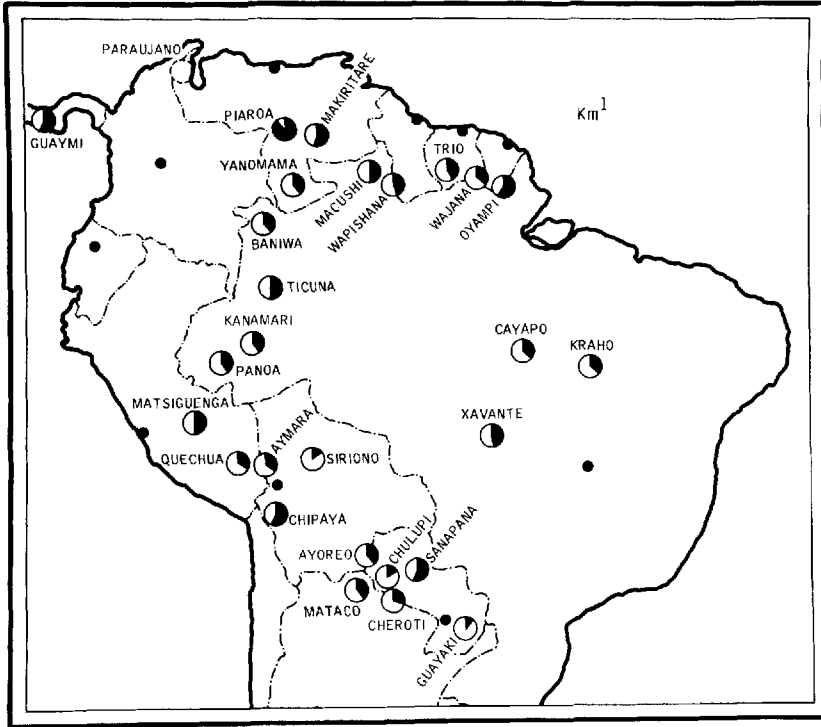 PARAUJANO
GUAYMI
PIAROA
MAKIRITARE
Km¹
YANOMAMA
MACUSHI
WAPISHANA
TRIO
WAJANA
OYAMPI
BANIWA
TICUNA
KANAMARI
PANOA
CAYAPO
KRAHO
MATSIGUENGA
XAVANTE
QUECHUA
AYMARA
SIRIONO
CHIPAYA
AYOREO
CHULUPI
SANAPANA
MATACO
CHEROTI
GUAYAKI